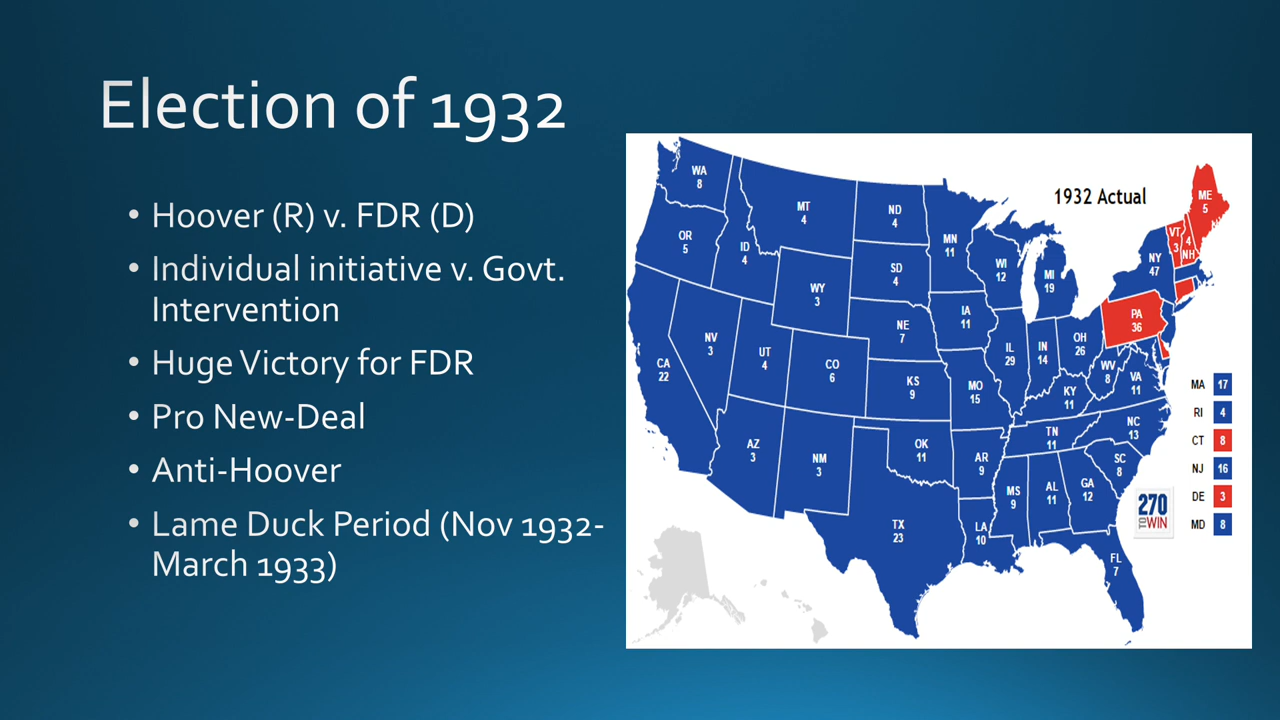 Election of 1932
• Hoover (R) v. FDR (D)
• Individual initiative v. Govt.
Intervention
• Huge Victory for FDR
• Pro New-Deal
• Anti-Hoover
• Lame Duck Period (Nov 1932-
March 1933)
1932 Actual
WA
8
OR
5
CA
22
ID
4
NV
3
MT
4
WY
3
UT
4
AZ
3
CO
6
NM
3
ND
4
SD
4
NE
7
KS
9
OK
11
TX
23
MN
11
IA
11
MO
15
AR
9
LA
10
WI
12
IL
29
MS
9
MI
19
IN
14
KY
11
TN
11
AL
11
OH
26
GA
12
FL
7
WV
8
VA
11
NC
13
SC
8
PA
36
NY
47
VT
3
4
NH
ME
5
MA 17
RI 4
CT 8
NJ 16
DE 3
MD 8
270
TO WIN